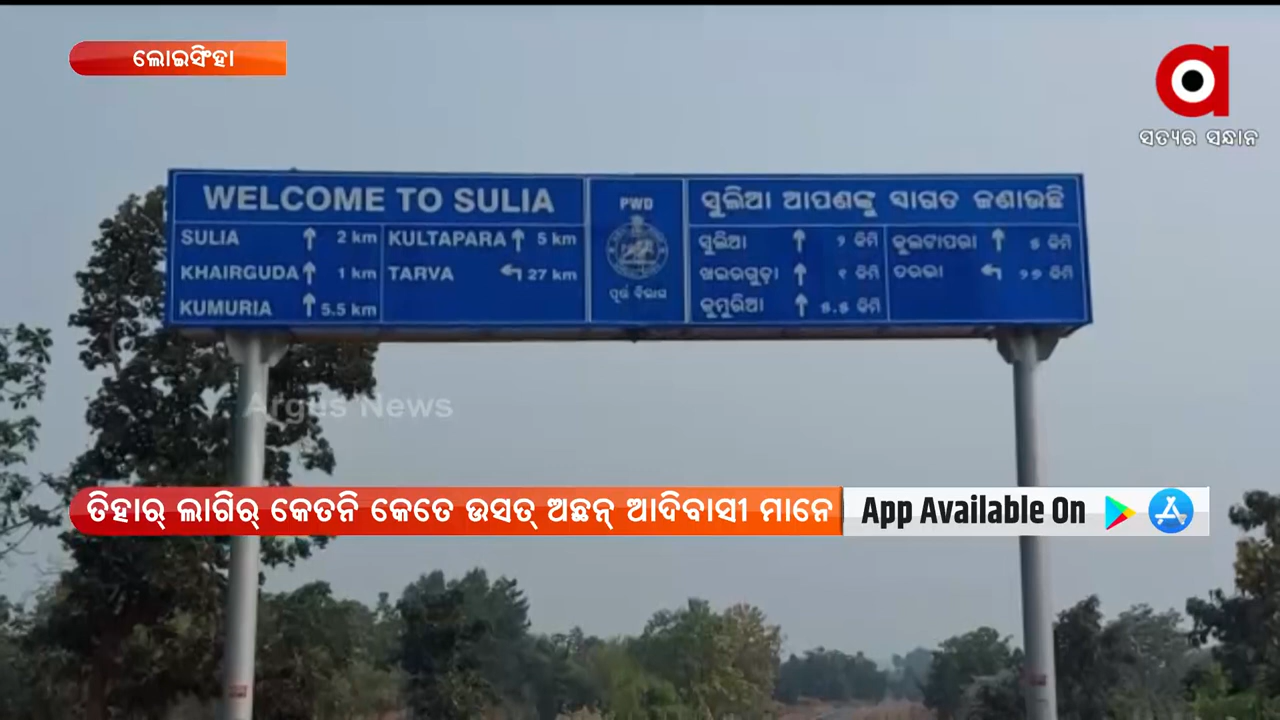 ଲୋଇସିଂହା
ସତ୍ୟର ସନ୍ଧାନ
WELCOME TO SULIA
SULIA ↑ 2 km
KHAIRGUDA ↑ 1 km
KUMURIA ↑ 5.5 km
KULTAPARA ↑ 5 km
TARVA ↰ 27 km
PWD
ପୂର୍ତ୍ତ ବିଭାଗ
ସୁଲିଆ ଆପଣଙ୍କୁ ସ୍ୱାଗତ ଜଣାଉଛି
ସୁଲିଆ ↑ ୨ କିମି
ଖଇରଗୁଡ଼ା ↑ ୧ କିମି
କୁମୁରିଆ ↑ ୫.୫ କିମି
କୁଲଟାପରା ↑ ୫ କିମି
ତରଭା ↰ ୨୭ କିମି
Argus News
ତିହାର୍ ଲାଗିର୍ କେତନି କେତେ ଉସତ୍ ଅଛନ୍ ଆଦିବାସୀ ମାନେ
App Available On